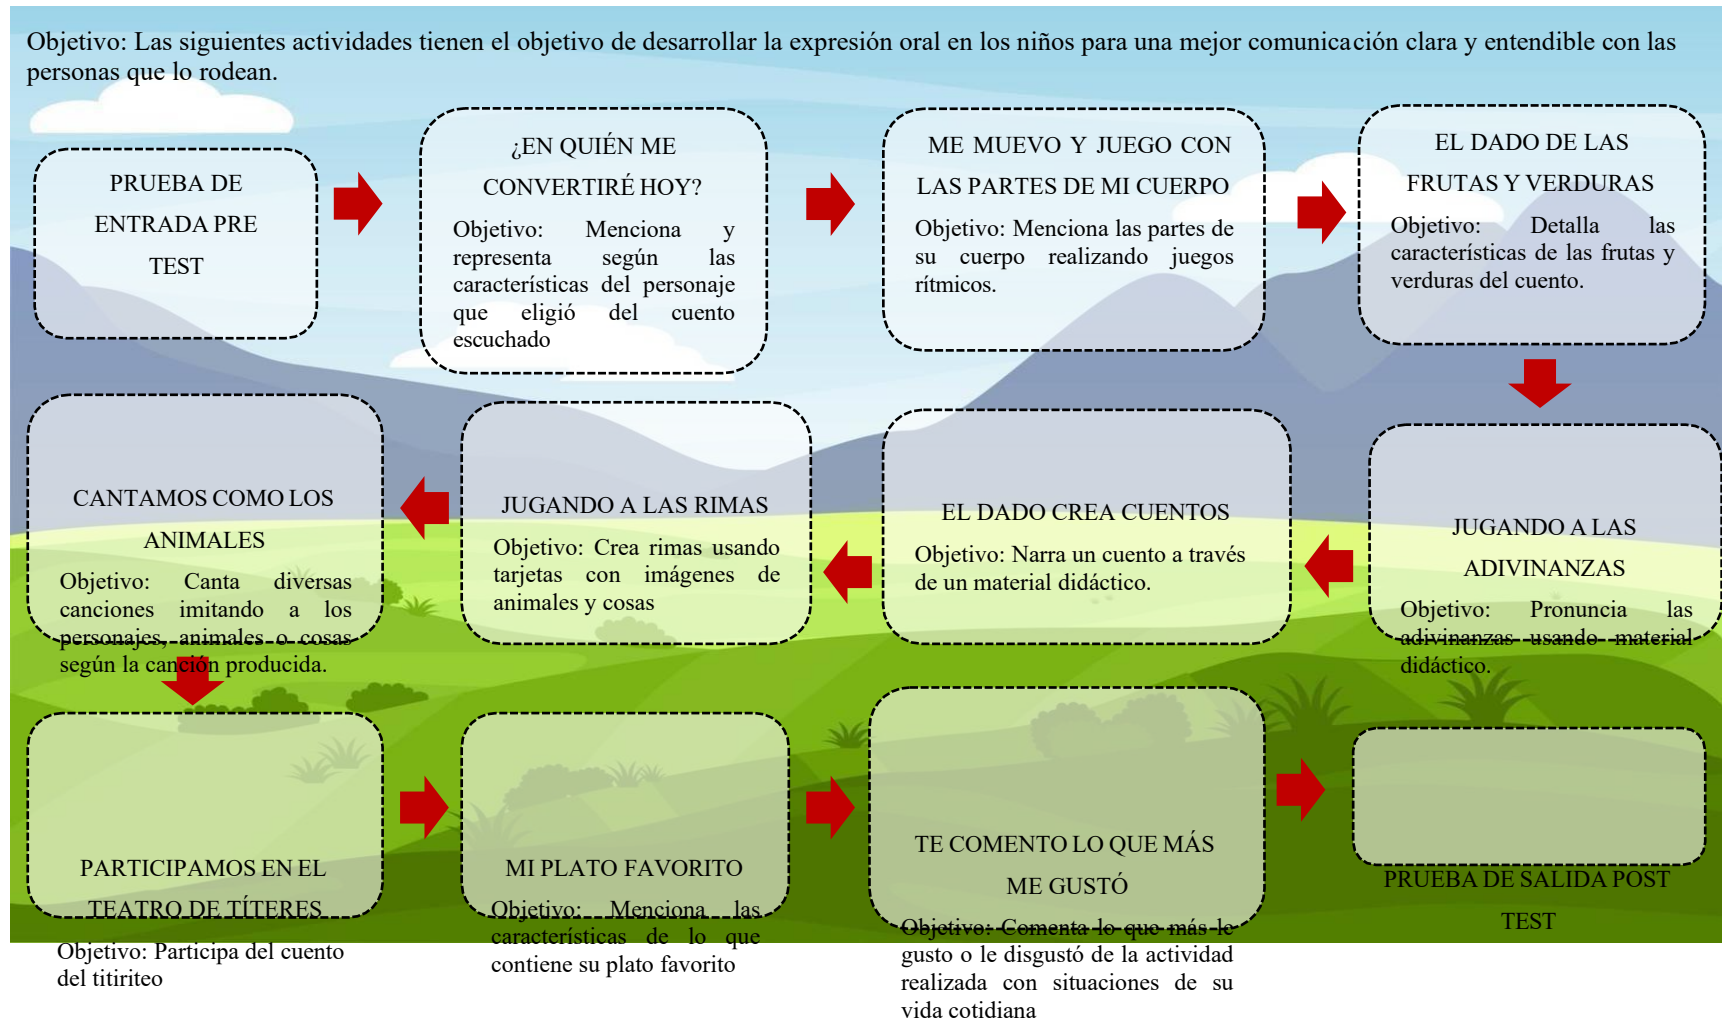 Objetivo: Las siguientes actividades tienen el objetivo de desarrollar la expresión oral en los niños para una mejor comunicación clara y entendible con las
personas que lo rodean.
PRUEBA DE
ENTRADA PRE
TEST
¿EN QUIÉN ME
CONVERTIRÉ HOY?
Objetivo: Menciona y
representa según las
características del personaje
que eligió del cuento
escuchado
ME MUEVO Y JUEGO CON
LAS PARTES DE MI CUERPO
Objetivo: Menciona las partes de
su cuerpo realizando juegos
rítmicos.
EL DADO DE LAS
FRUTAS Y VERDURAS
Objetivo: Detalla las
características de las frutas y
verduras del cuento.
JUGANDO A LAS
ADIVINANZAS
Objetivo: Pronuncia las
adivinanzas usando material
didáctico.
EL DADO CREA CUENTOS
Objetivo: Narra un cuento a través
de un material didáctico.
JUGANDO A LAS RIMAS
Objetivo: Crea rimas usando
tarjetas con imágenes de
animales y cosas
CANTAMOS COMO LOS
ANIMALES
Objetivo: Canta diversas
canciones imitando a los
personajes, animales o cosas
según la canción producida.
PARTICIPAMOS EN EL
TEATRO DE TÍTERES
Objetivo: Participa del cuento
del titiriteo
MI PLATO FAVORITO
Objetivo: Menciona las
características de lo que
contiene su plato favorito
TE COMENTO LO QUE MÁS
ME GUSTÓ
Objetivo: Comenta lo que más le
gusto o le disgustó de la actividad
realizada con situaciones de su
vida cotidiana
PRUEBA DE SALIDA POST
TEST